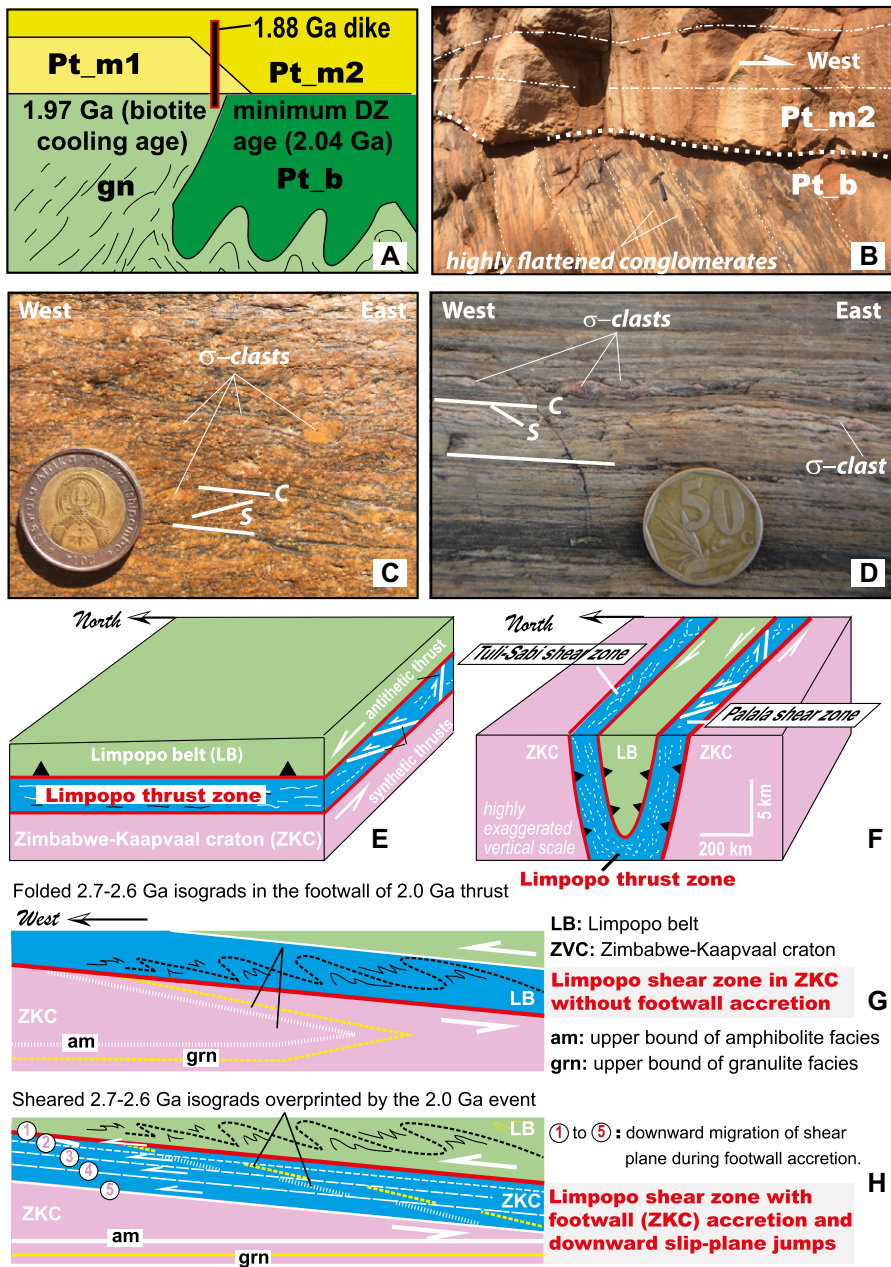 1.88 Ga dike
Pt_m1
Pt_m2
1.97 Ga (biotite
cooling age)
minimum DZ
age (2.04 Ga)
gn
Pt_b
A
West
Pt_m2
Pt_b
highly flattened conglomerates
B
West
East
σ–clasts
C
S
C
West
East
σ–clasts
C
S
σ–clast
50
D
North
antithetic thrust
Limpopo belt (LB)
Limpopo thrust zone
synthetic thrusts
Zimbabwe-Kaapvaal craton (ZKC)
E
North
Tuli-Sabi shear zone
Palala shear zone
ZKC
LB
ZKC
highly
exaggerated
vertical scale
5 km
200 km
F
Limpopo thrust zone
Folded 2.7-2.6 Ga isograds in the footwall of 2.0 Ga thrust
West
LB: Limpopo belt
ZVC: Zimbabwe-Kaapvaal craton
Limpopo shear zone in ZKC
without footwall accretion
G
LB
ZKC
am
grn
am: upper bound of amphibolite facies
grn: upper bound of granulite facies
Sheared 2.7-2.6 Ga isograds overprinted by the 2.0 Ga event
1
2
3
4
5
LB
ZKC
ZKC
am
grn
1 to 5 : downward migration of shear
plane during footwall accretion.
H
Limpopo shear zone with
footwall (ZKC) accretion and
downward slip-plane jumps